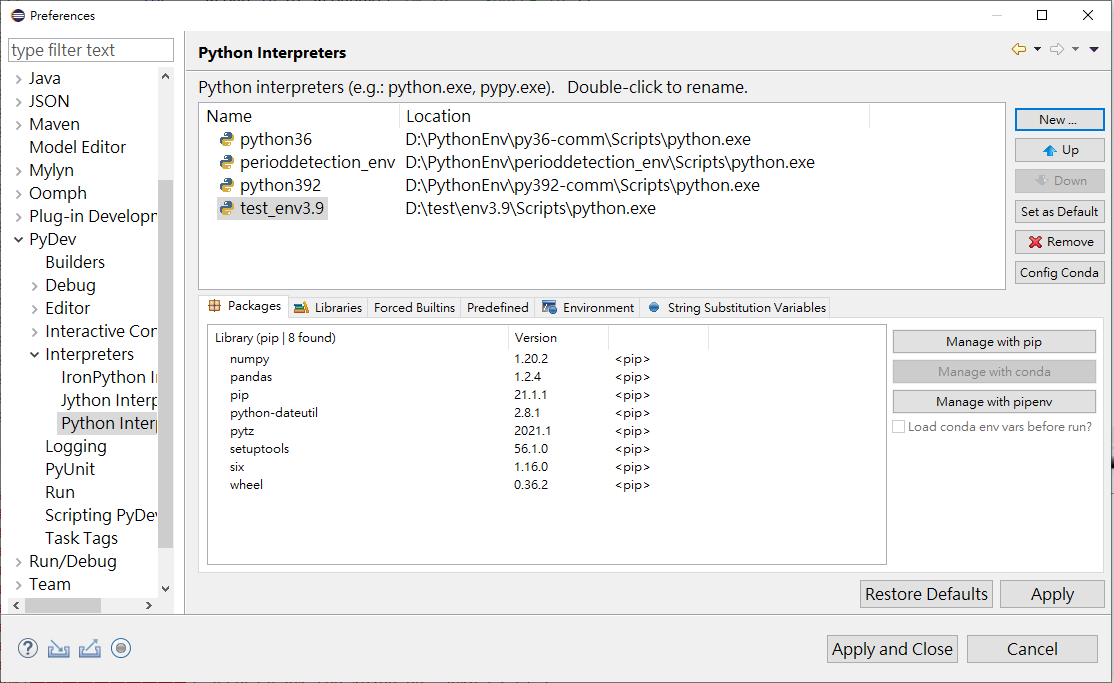 Preferences
type filter text
Java
JSON
Maven
Model Editor
Mylyn
Oomph
Plug-in Developr
PyDev
Builders
Debug
Editor
Interactive Cor
Interpreters
IronPython I
Jython Interp
Python Interp
Logging
PyUnit
Run
Scripting PyDev
Task Tags
Run/Debug
Team
Python Interpreters
Python interpreters (e.g.: python.exe, pypy.exe).   Double-click to rename.
Name Location
python36 D:\PythonEnv\py36-comm\Scripts\python.exe
perioddetection_env D:\PythonEnv\perioddetection_env\Scripts\python.exe
python392 D:\PythonEnv\py392-comm\Scripts\python.exe
test_env3.9 D:\test\env3.9\Scripts\python.exe
New ...
Up
Down
Set as Default
Remove
Config Conda
Packages Libraries Forced Builtins Predefined Environment String Substitution Variables
Library (pip | 8 found) Version
numpy 1.20.2 <pip>
pandas 1.2.4 <pip>
pip 21.1.1 <pip>
python-dateutil 2.8.1 <pip>
pytz 2021.1 <pip>
setuptools 56.1.0 <pip>
six 1.16.0 <pip>
wheel 0.36.2 <pip>
Manage with pip
Manage with conda
Manage with pipenv
Load conda env vars before run?
Restore Defaults Apply
Apply and Close Cancel